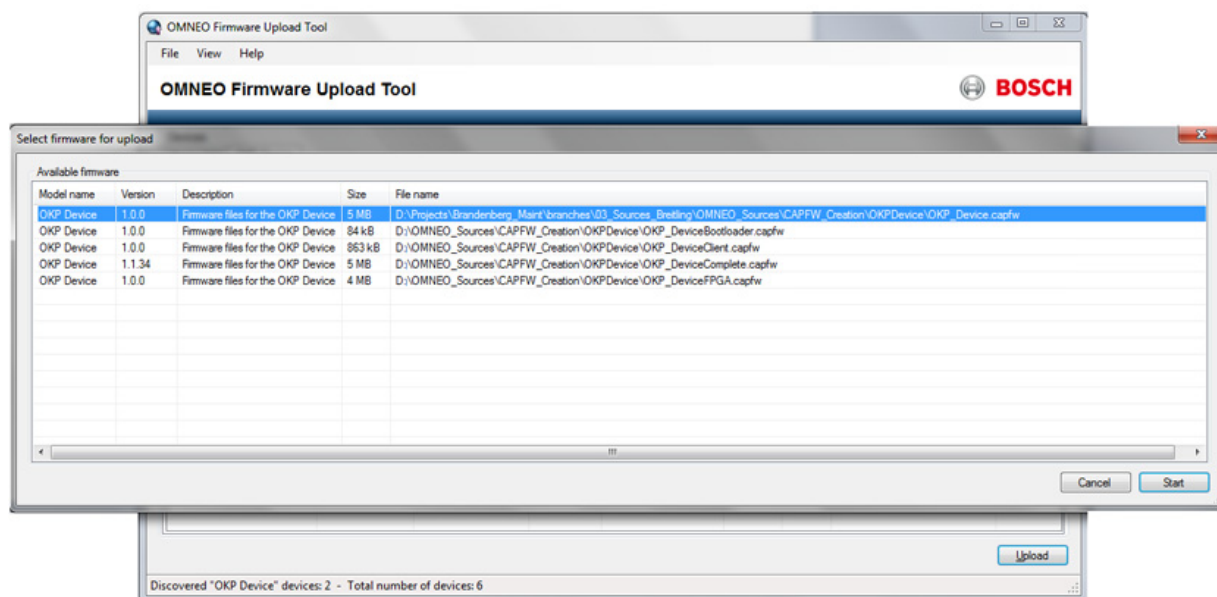 OMNEO Firmware Upload Tool
File View Help
OMNEO Firmware Upload Tool
BOSCH
Select firmware for upload
Available firmware
Model name Version Description Size File name
OKP Device 1.0.0 Firmware files for the OKP Device 5 MB D:\Projects\Brandenberg_Maint\branches\03_Sources_Breitling\OMNEO_Sources\CAPFW_Creation\OKPDevice\OKP_Device.capfw
OKP Device 1.0.0 Firmware files for the OKP Device 84 kB D:\OMNEO_Sources\CAPFW_Creation\OKPDevice\OKP_DeviceBootloader.capfw
OKP Device 1.0.0 Firmware files for the OKP Device 863 kB D:\OMNEO_Sources\CAPFW_Creation\OKPDevice\OKP_DeviceClient.capfw
OKP Device 1.1.34 Firmware files for the OKP Device 5 MB D:\OMNEO_Sources\CAPFW_Creation\OKPDevice\OKP_DeviceComplete.capfw
OKP Device 1.0.0 Firmware files for the OKP Device 4 MB D:\OMNEO_Sources\CAPFW_Creation\OKPDevice\OKP_DeviceFPGA.capfw
Cancel Start
Upload
Discovered "OKP Device" devices: 2 - Total number of devices: 6